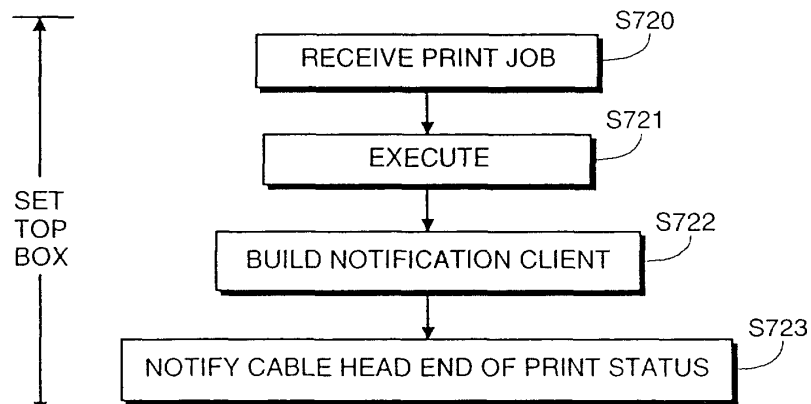 S720
RECEIVE PRINT JOB
S721
EXECUTE
SET
TOP
BOX
S722
BUILD NOTIFICATION CLIENT
S723
NOTIFY CABLE HEAD END OF PRINT STATUS